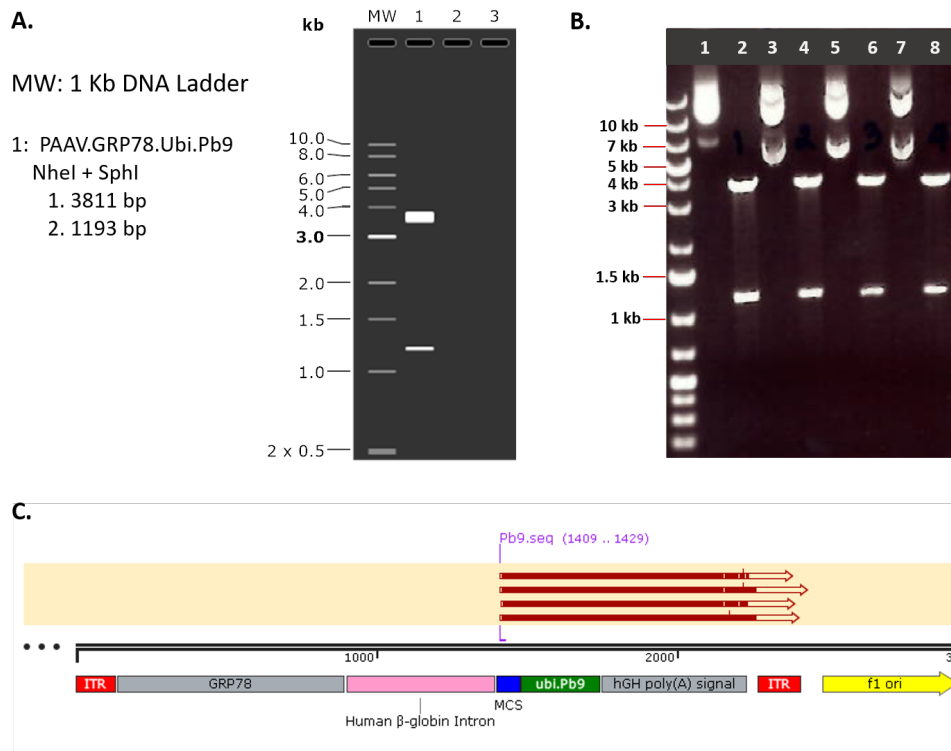 A.
MW: 1 Kb DNA Ladder
1: PAAV.GRP78.Ubi.Pb9
NheI + SphI
1. 3811 bp
2. 1193 bp
kb
MW 1 2 3
10.0
8.0
6.0
5.0
4.0
3.0
2.0
1.5
1.0
2 x 0.5
B.
1 2 3 4 5 6 7 8
10 kb
7 kb
5 kb
4 kb
3 kb
1.5 kb
1 kb
1 2 3 4
C.
Pb9.seq (1409 .. 1429)
1000 2000 3
ITR GRP78 ubi.Pb9 hGH poly(A) signal ITR f1 ori
MCS
Human β-globin Intron